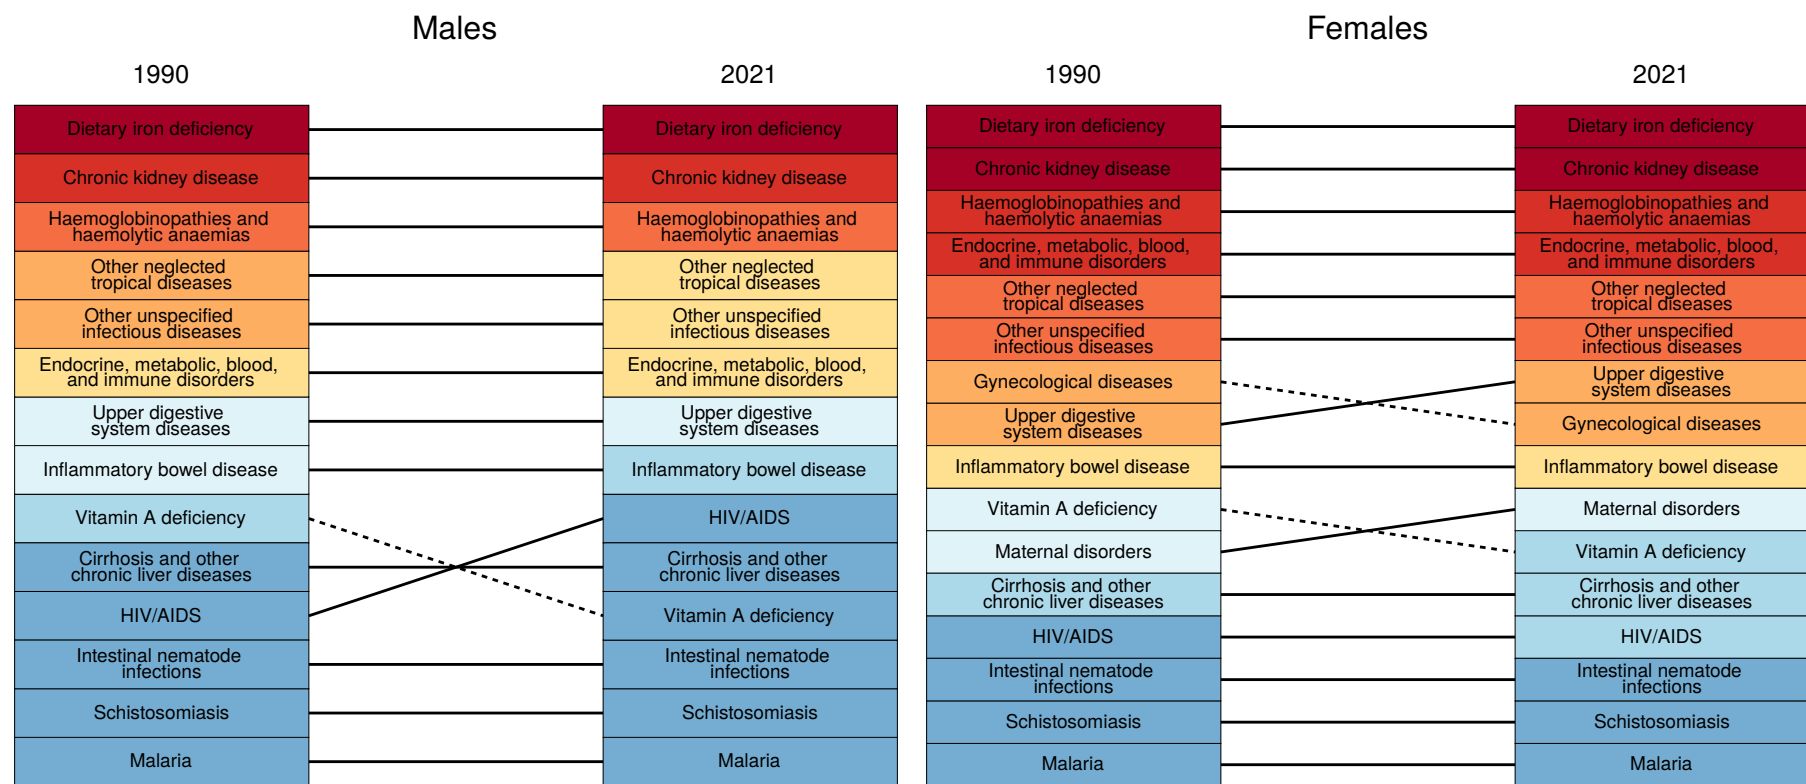 Males
1990
2021
Dietary iron deficiency
Chronic kidney disease
Haemoglobinopathies and
haemolytic anaemias
Other neglected
tropical diseases
Other unspecified
infectious diseases
Endocrine, metabolic, blood,
and immune disorders
Upper digestive
system diseases
Inflammatory bowel disease
Vitamin A deficiency
Cirrhosis and other
chronic liver diseases
HIV/AIDS
Intestinal nematode
infections
Schistosomiasis
Malaria
Dietary iron deficiency
Chronic kidney disease
Haemoglobinopathies and
haemolytic anaemias
Other neglected
tropical diseases
Other unspecified
infectious diseases
Endocrine, metabolic, blood,
and immune disorders
Upper digestive
system diseases
Inflammatory bowel disease
HIV/AIDS
Cirrhosis and other
chronic liver diseases
Vitamin A deficiency
Intestinal nematode
infections
Schistosomiasis
Malaria
Females
1990
2021
Dietary iron deficiency
Chronic kidney disease
Haemoglobinopathies and
haemolytic anaemias
Endocrine, metabolic, blood,
and immune disorders
Other neglected
tropical diseases
Other unspecified
infectious diseases
Gynecological diseases
Upper digestive
system diseases
Inflammatory bowel disease
Vitamin A deficiency
Maternal disorders
Cirrhosis and other
chronic liver diseases
HIV/AIDS
Intestinal nematode
infections
Schistosomiasis
Malaria
Dietary iron deficiency
Chronic kidney disease
Haemoglobinopathies and
haemolytic anaemias
Endocrine, metabolic, blood,
and immune disorders
Other neglected
tropical diseases
Other unspecified
infectious diseases
Upper digestive
system diseases
Gynecological diseases
Inflammatory bowel disease
Maternal disorders
Vitamin A deficiency
Cirrhosis and other
chronic liver diseases
HIV/AIDS
Intestinal nematode
infections
Schistosomiasis
Malaria